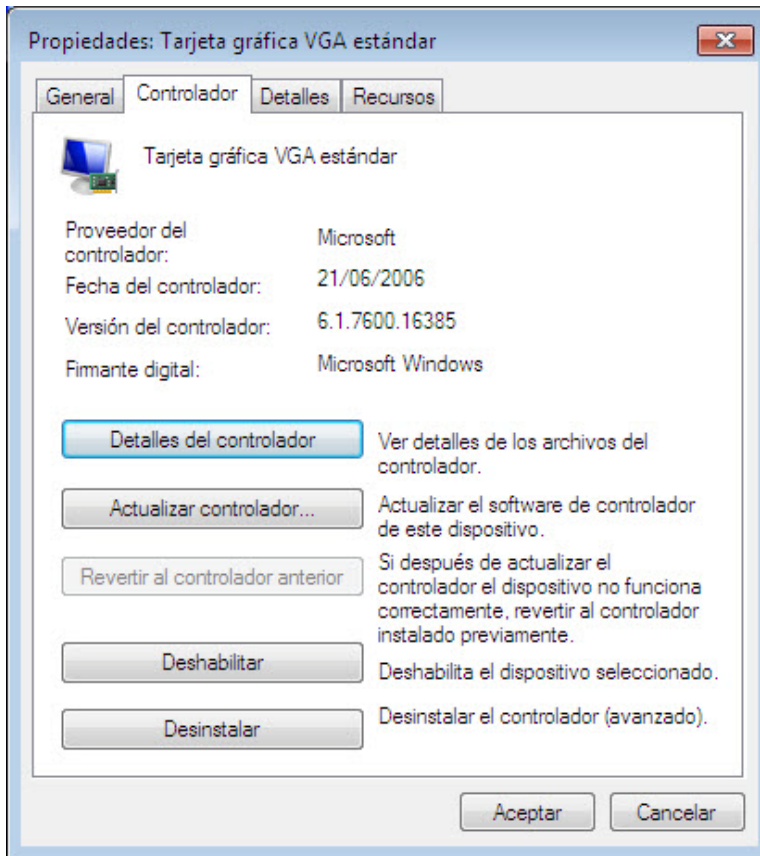 Propiedades: Tarjeta gráfica VGA estándar
General Controlador Detalles Recursos
Tarjeta gráfica VGA estándar
Proveedor del
controlador:
Microsoft
Fecha del controlador: 21/06/2006
Versión del controlador: 6.1.7600.16385
Firmante digital: Microsoft Windows
Detalles del controlador
Ver detalles de los archivos del
controlador.
Actualizar controlador...
Actualizar el software de controlador
de este dispositivo.
Revertir al controlador anterior
Si después de actualizar el
controlador el dispositivo no funciona
correctamente, revertir al controlador
instalado previamente.
Deshabilitar
Deshabilita el dispositivo seleccionado.
Desinstalar
Desinstalar el controlador (avanzado).
Aceptar Cancelar